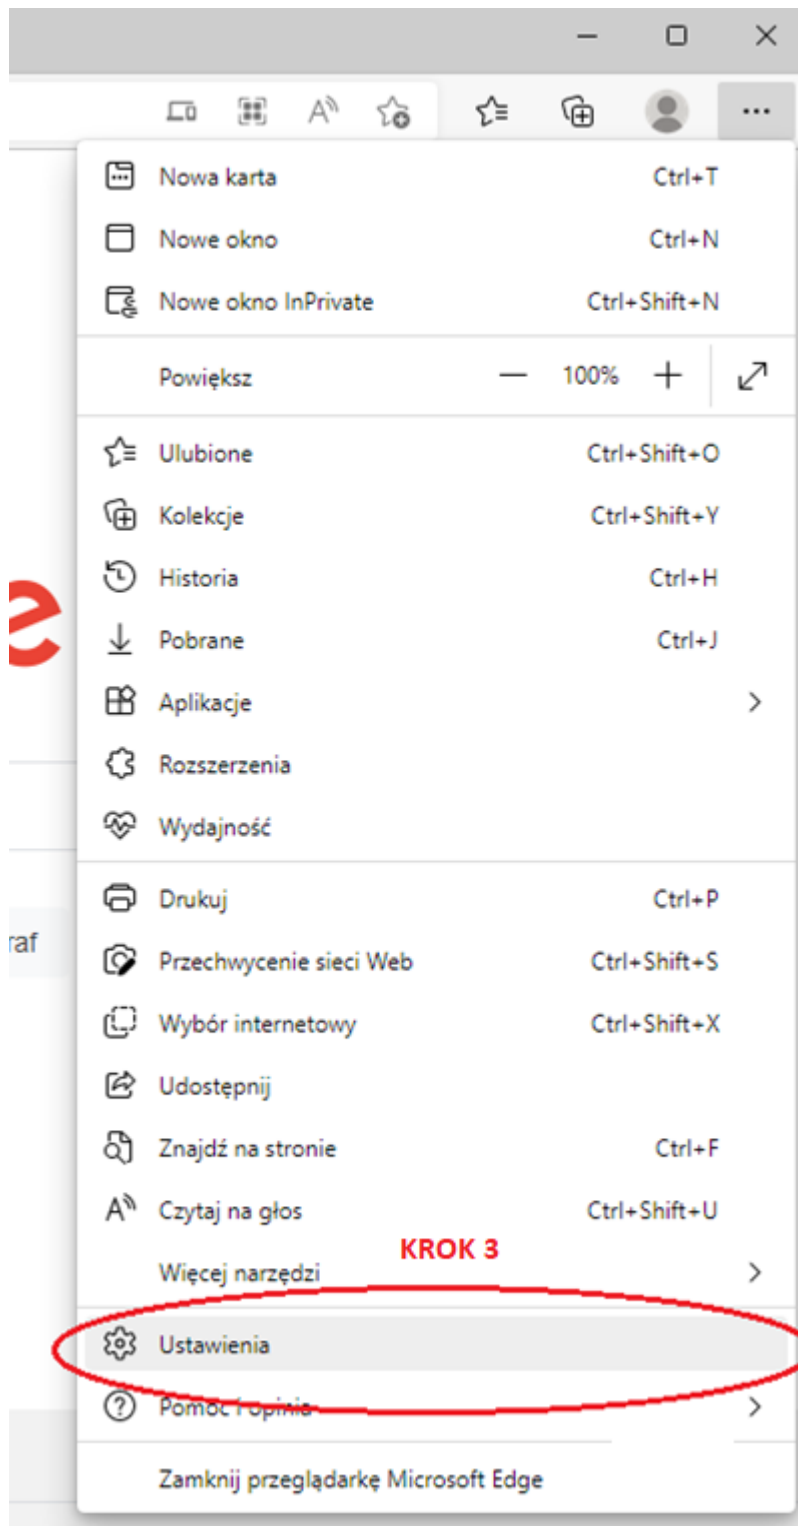 Nowa karta Ctrl+T
Nowe okno Ctrl+N
Nowe okno InPrivate Ctrl+Shift+N
Powiększ 100%
Ulubione Ctrl+Shift+O
Kolekcje Ctrl+Shift+Y
Historia Ctrl+H
e
Pobrane Ctrl+J
Aplikacje
Rozszerzenia
Wydajność
Drukuj Ctrl+P
raf
Przechwycenie sieci Web Ctrl+Shift+S
Wybór internetowy Ctrl+Shift+X
Udostępnij
Znajdź na stronie Ctrl+F
Czytaj na głos Ctrl+Shift+U
KROK 3
Więcej narzędzi
Ustawienia
Pomoc i opinia
Zamknij przeglądarkę Microsoft Edge